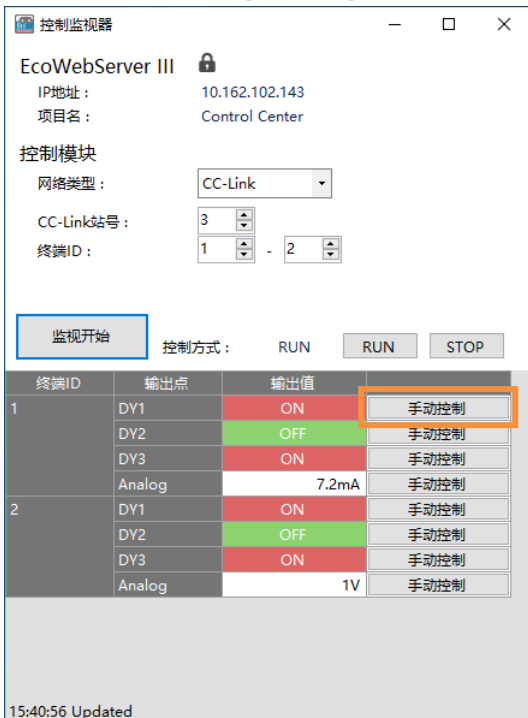 控制监视器
EcoWebServer III
IP地址： 10.162.102.143
项目名： Control Center
控制模块
网络类型： CC-Link
CC-Link站号： 3
终端ID： 1 - 2
监视开始 控制方式： RUN RUN STOP
终端ID 输出点 输出值
1 DY1 ON 手动控制
DY2 OFF 手动控制
DY3 ON 手动控制
Analog 7.2mA 手动控制
2 DY1 ON 手动控制
DY2 OFF 手动控制
DY3 ON 手动控制
Analog 1V 手动控制
15:40:56 Updated